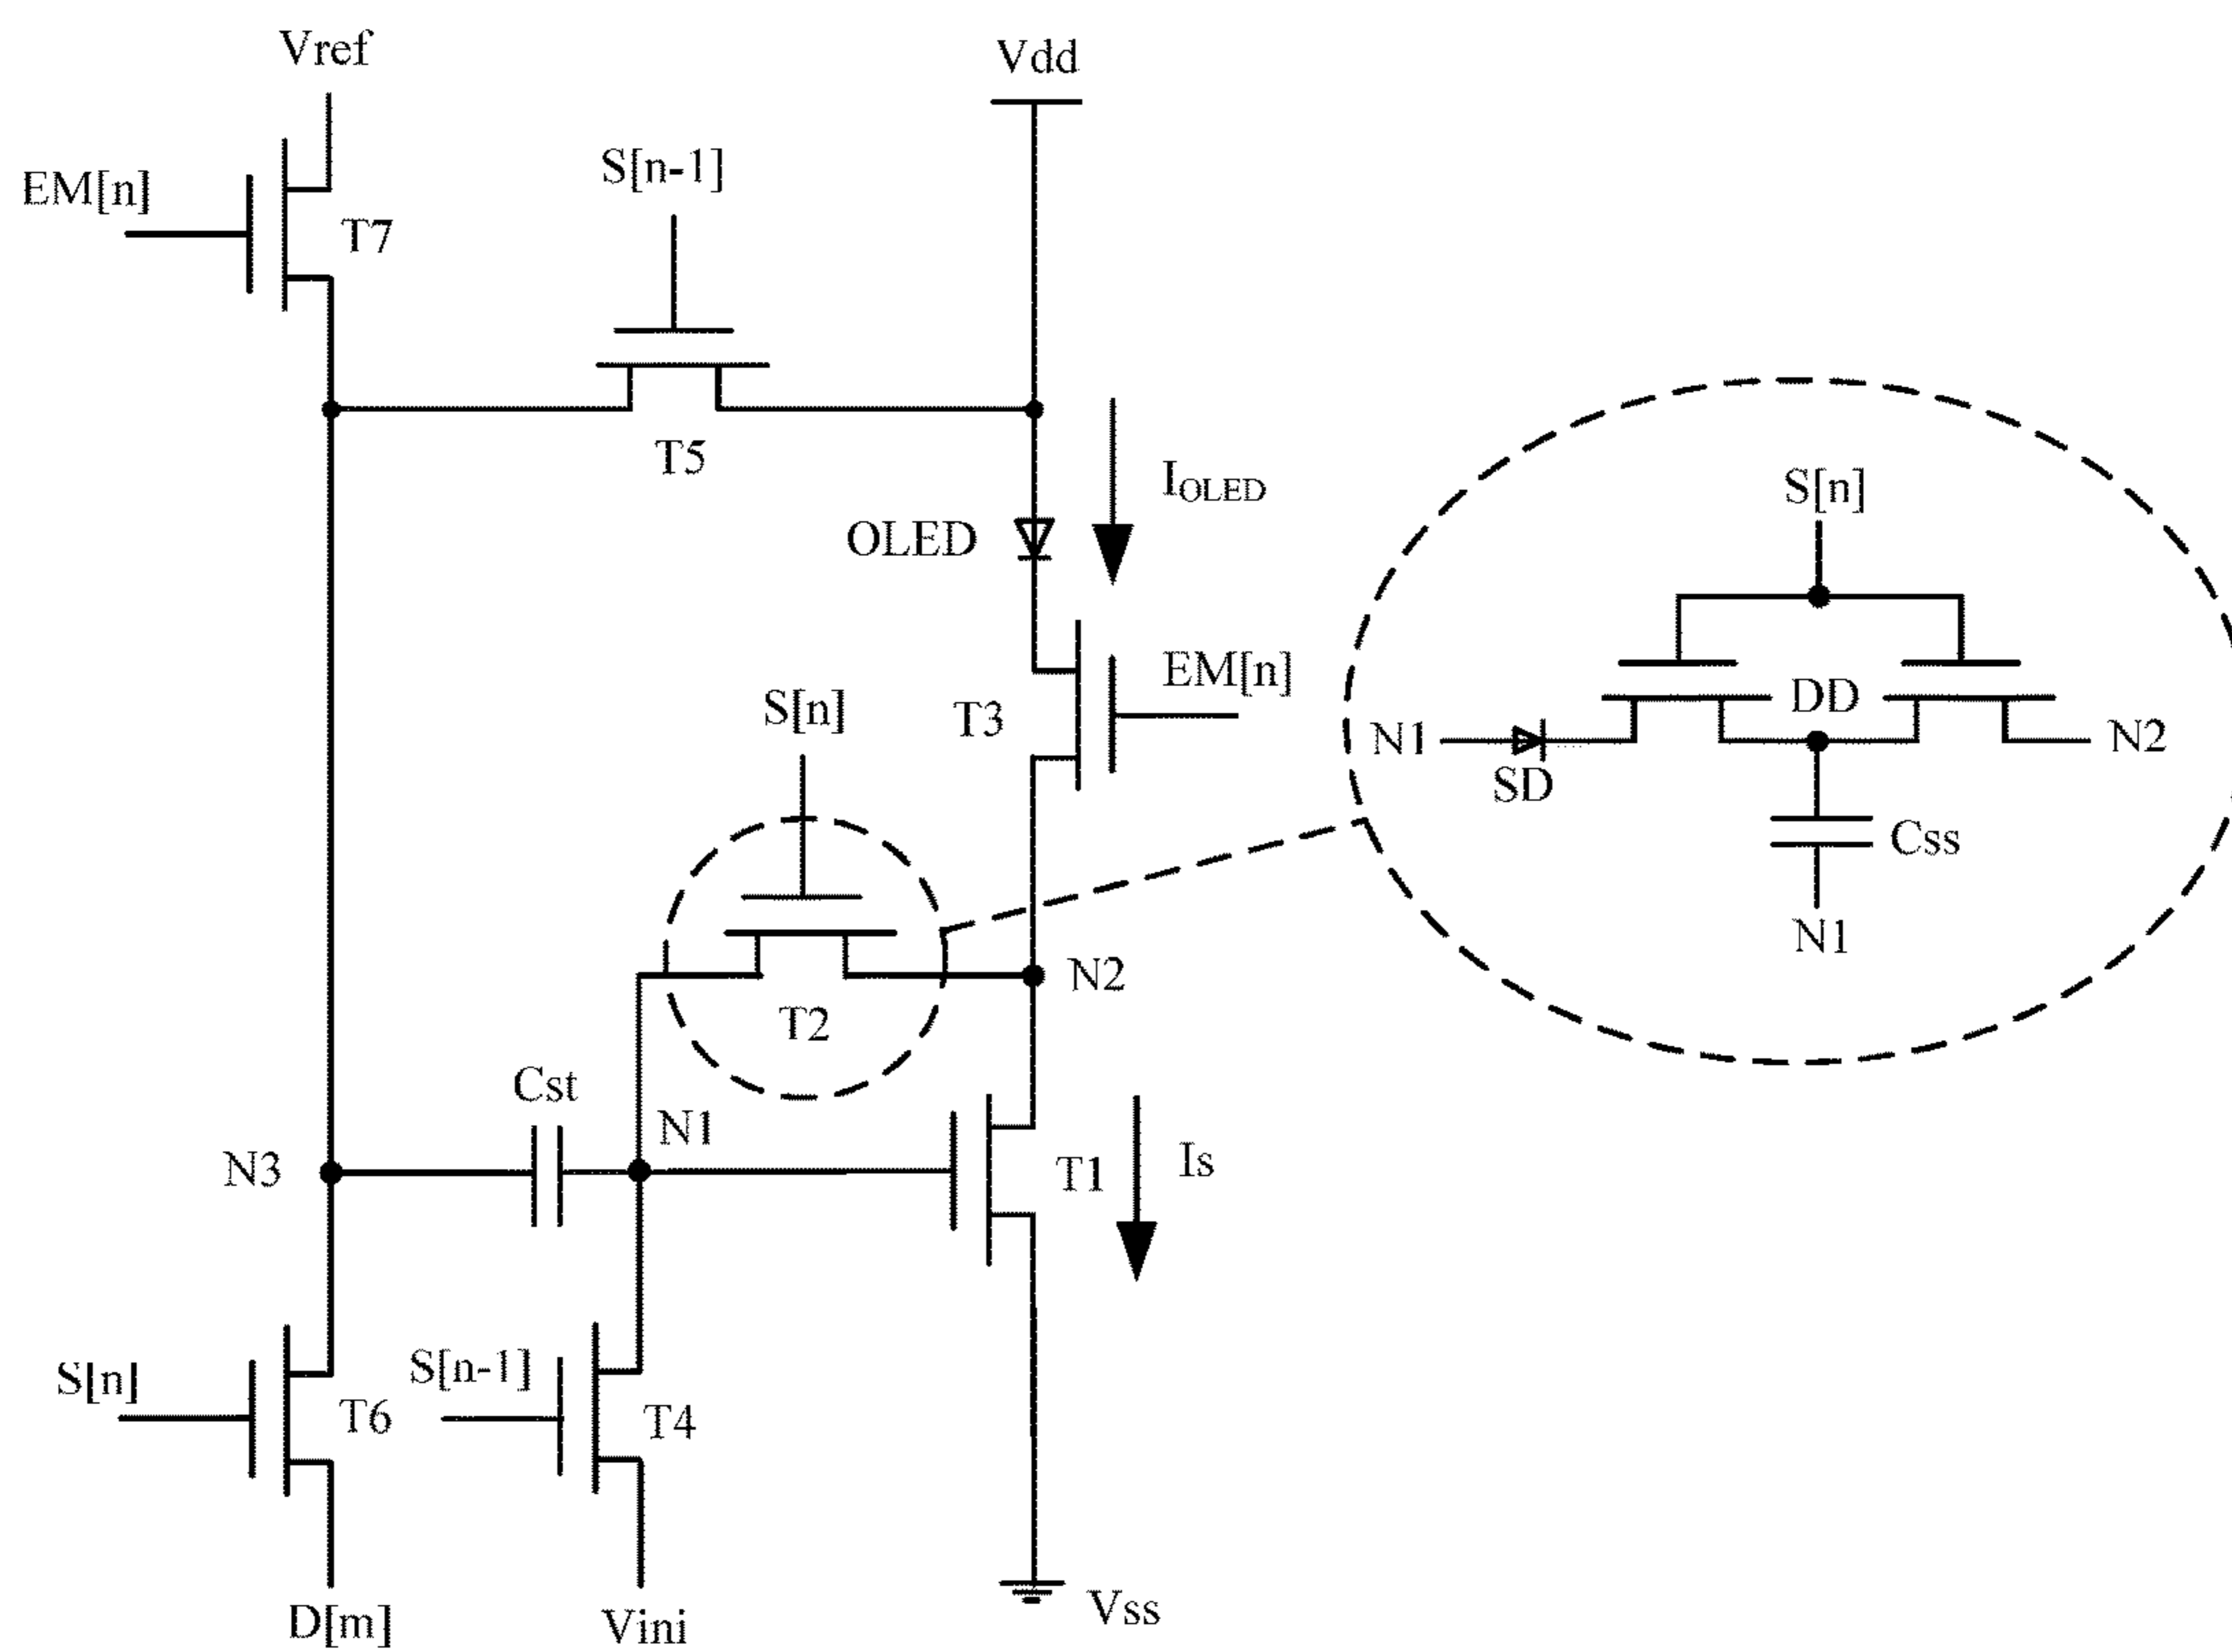 Vref
Vdd
S[n-1]
EM[n]
T7
T5
I_OLED
OLED
S[n]
EM[n]
S[n]
T3
DD
N1
N2
SD
Css
N1
N2
T2
Cst
N1
N3
T1
Is
S[n-1]
S[n]
T6
T4
D[m]
Vini
Vss